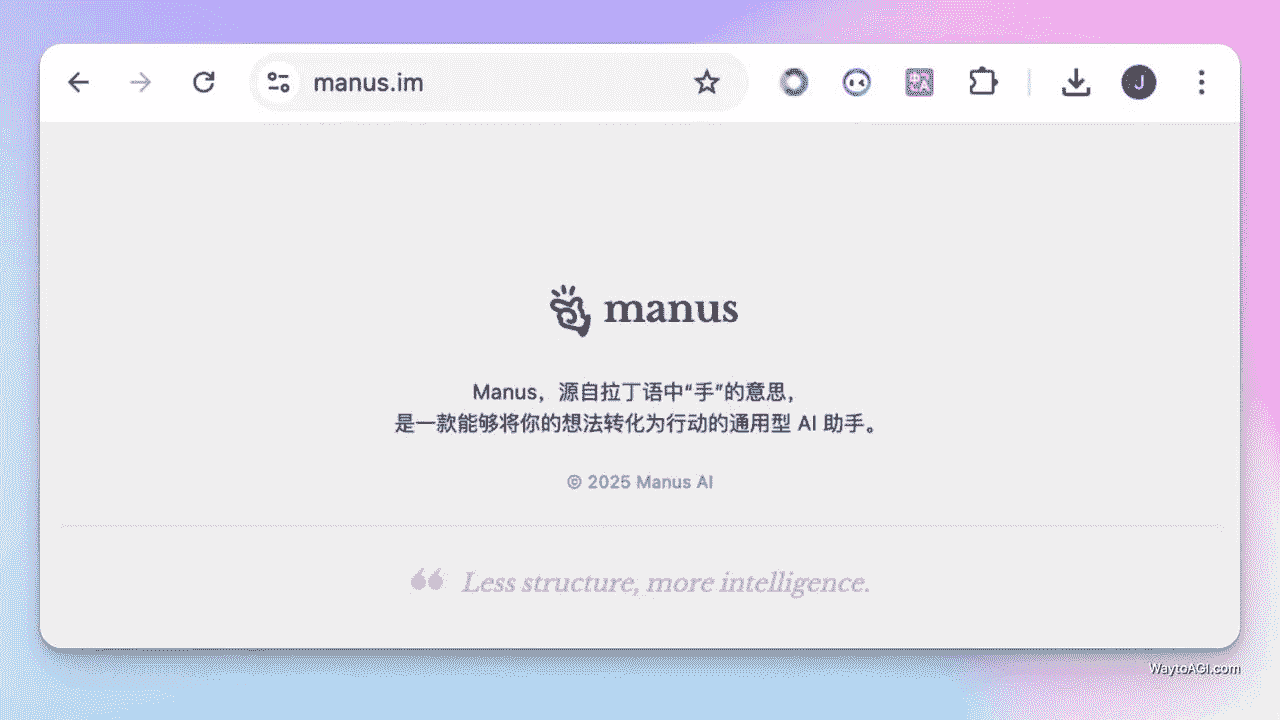 manus.im
J
manus
Manus，源自拉丁语中“手”的意思，
是一款能够将你的想法转化为行动的通用型 AI 助手。
© 2025 Manus AI
“ Less structure, more intelligence.
WaytoAGI.com